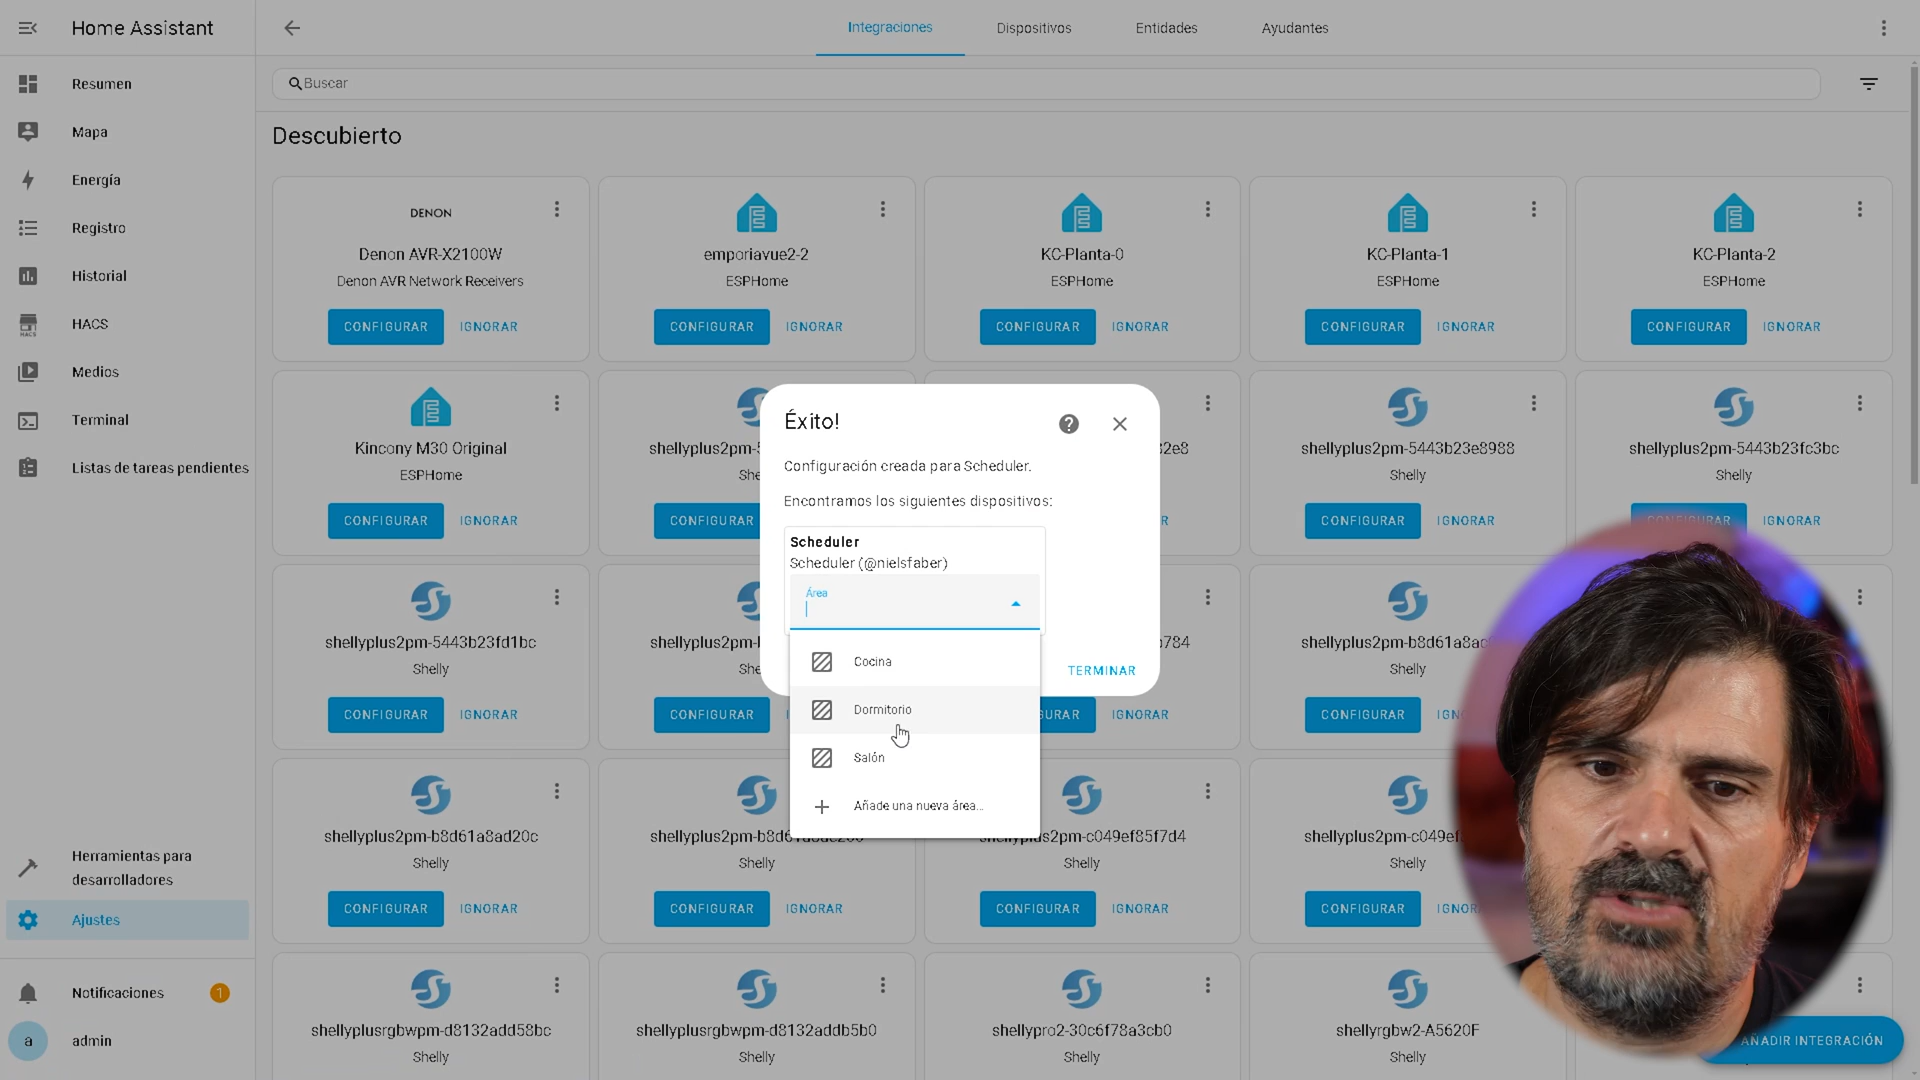 Home Assistant
Integraciones
Dispositivos
Entidades
Ayudantes
Resumen
Mapa
Energía
Registro
Historial
HACS
HACS
Medios
Terminal
Listas de tareas pendientes
Herramientas para
desarrolladores
Ajustes
Notificaciones
1
a
admin
Buscar
Descubierto
DENON
Denon AVR-X2100W
Denon AVR Network Receivers
CONFIGURAR
IGNORAR
emporiavue2-2
ESPHome
CONFIGURAR
IGNORAR
KC-Planta-0
ESPHome
CONFIGURAR
IGNORAR
KC-Planta-1
ESPHome
CONFIGURAR
IGNORAR
KC-Planta-2
ESPHome
CONFIGURAR
IGNORAR
Kincony M30 Original
ESPHome
CONFIGURAR
IGNORAR
shellyplus2pm-5443b23e8988
Shelly
CONFIGURAR
IGNORAR
shellyplus2pm-5443b23fc3bc
Shelly
CONFIGURAR
IGNORAR
shellyplus2pm-5443b23fd1bc
Shelly
CONFIGURAR
IGNORAR
Shelly
CONFIGURAR
shellyplus2pm-b8d61a8ad20c
Shelly
CONFIGURAR
IGNORAR
Shelly
CONFIGURAR
IGNORAR
shellyplus2pm-c049ef85f7d4
Shelly
CONFIGURAR
IGNORAR
Shelly
CONFIGURAR
shellyplusrgbwpm-d8132add58bc
Shelly
shellyplusrgbwpm-d8132addb5b0
Shelly
shellypro2-30c6f78a3cb0
Shelly
shellyrgbw2-A5620F
Shelly
AÑADIR INTEGRACIÓN
Éxito!
Configuración creada para Scheduler.
Encontramos los siguientes dispositivos:
Scheduler
Scheduler (@nielsfaber)
Área
Cocina
Dormitorio
Salón
Añade una nueva área...
TERMINAR